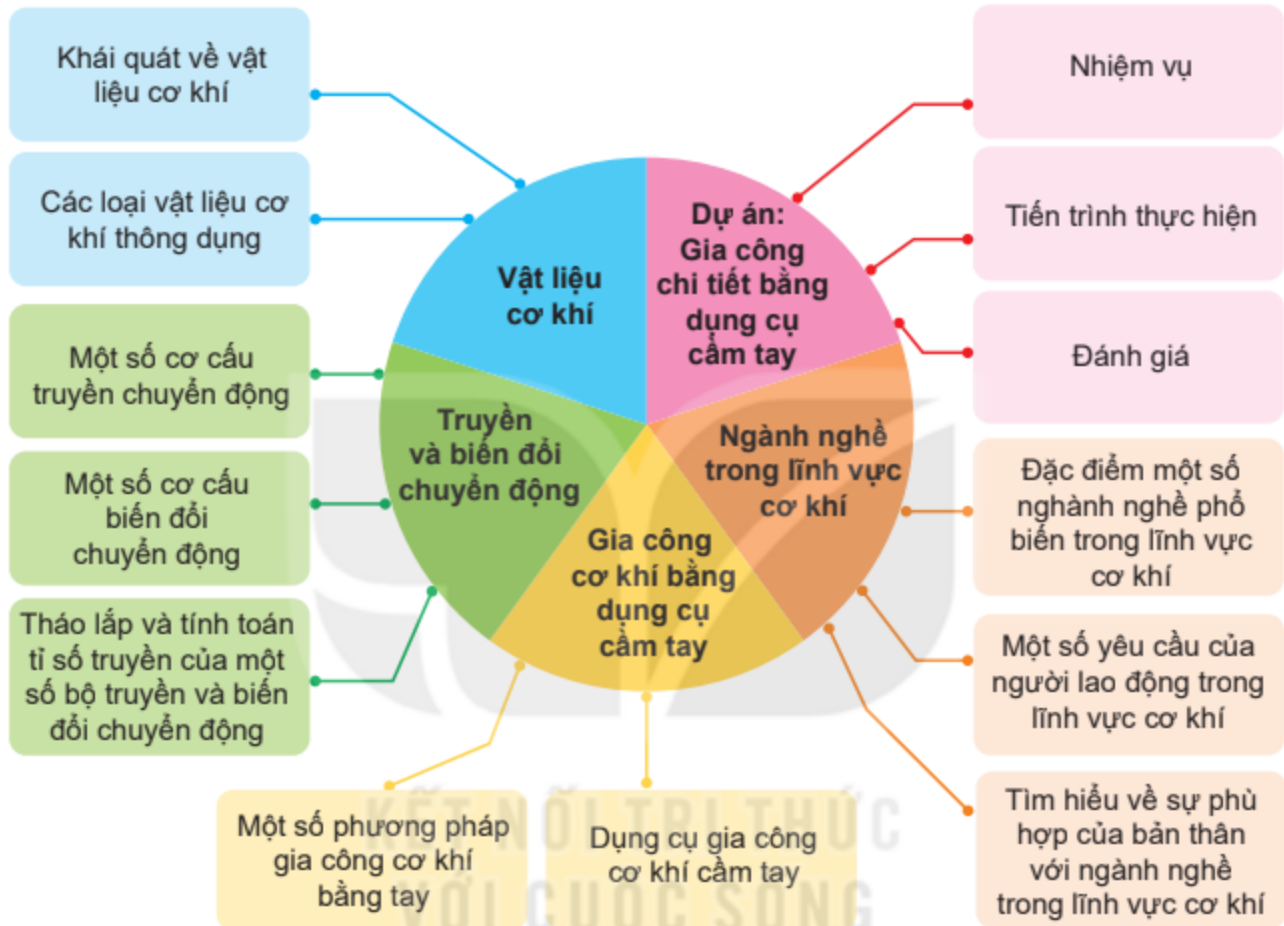 Khái quát về vật
liệu cơ khí
Các loại vật liệu cơ
khí thông dụng
Một số cơ cấu
truyền chuyển động
Một số cơ cấu
biến đổi
chuyển động
Tháo lắp và tính toán
tỉ số truyền của một
số bộ truyền và biến
đổi chuyển động
Vật liệu
cơ khí
Dự án:
Gia công
chi tiết bằng
dụng cụ
cầm tay
Truyền
và biến đổi
chuyển động
Ngành nghề
trong lĩnh vực
cơ khí
Gia công
cơ khí bằng
dụng cụ
cầm tay
Nhiệm vụ
Tiến trình thực hiện
Đánh giá
Đặc điểm một số
nghành nghề phổ
biến trong lĩnh vực
cơ khí
Một số yêu cầu của
người lao động trong
lĩnh vực cơ khí
Tìm hiểu về sự phù
hợp của bản thân
với ngành nghề
trong lĩnh vực cơ khí
Một số phương pháp
gia công cơ khí
bằng tay
Dụng cụ gia công
cơ khí cầm tay
KẾT NỐI TRI THỨC
VỚI CUỘC SỐNG